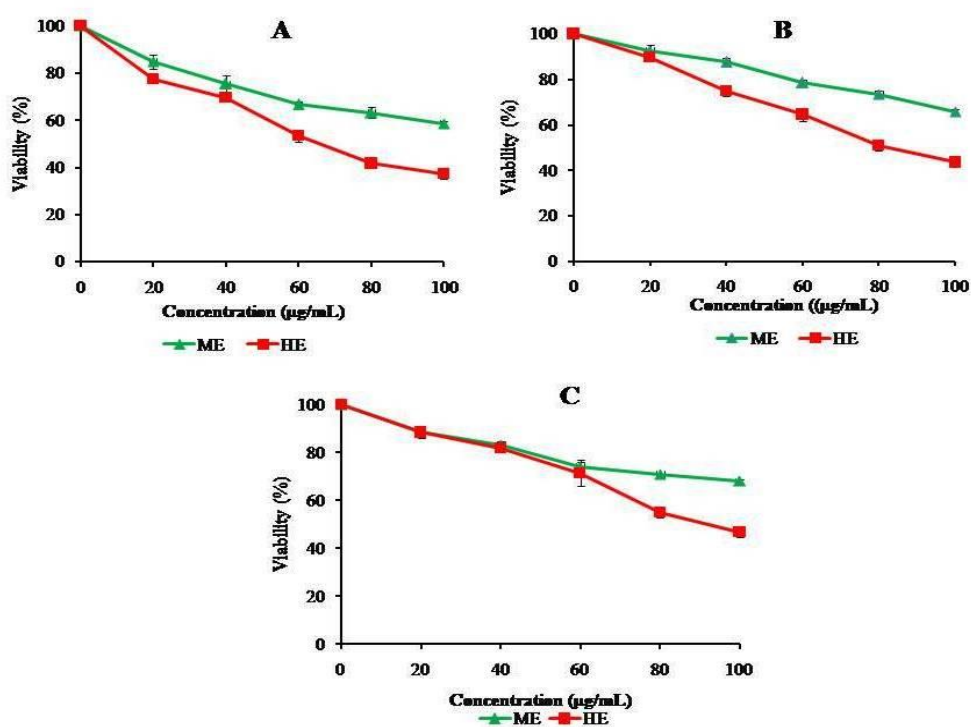 A
100
80
60
40
20
0
Viability (%)
0 20 40 60 80 100
Concentration (µg/mL)
ME HE
B
100
80
60
40
20
0
Viability (%)
0 20 40 60 80 100
Concentration ((µg/mL)
ME HE
C
100
80
60
40
20
0
Viability (%)
0 20 40 60 80 100
Concentration (µg/mL)
ME HE